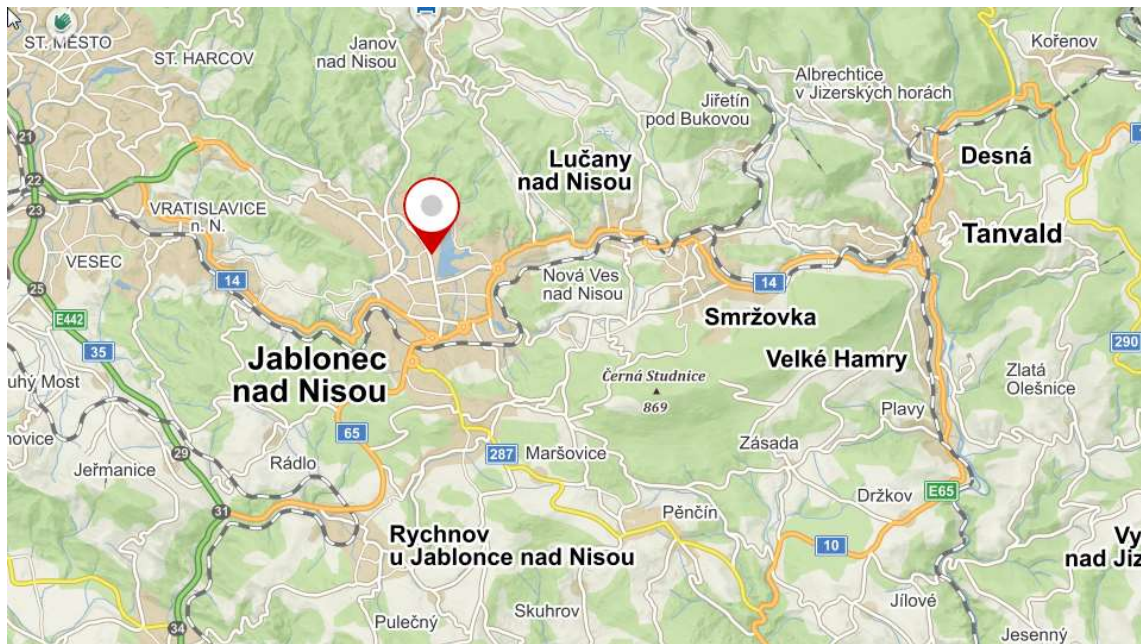 ST. MĚSTO
ST. HARCOV
Janov
nad Nisou
Kořenov
Albrechtice
v Jizerských horách
Jiřetín
pod Bukovou
21
Lučany
nad Nisou
Desná
22
23
VRATISLAVICE
n. N.
Tanvald
VESEC
14
Nová Ves
nad Nisou
14
25
E442
Smržovka
35
Jablonec
nad Nisou
Velké Hamry
290
Černá Studnice
869
Zlatá
Olešnice
uhý Most
Plavy
65
novice
29
Jeřmanice
Rádlo
287
Maršovice
Zásada
31
Držkov
E65
Rychnov
u Jablonce nad Nisou
Pěnčín
10
Vy
nad Jiz
34
Pulečný
Skuhrov
Jílové
Jesenný